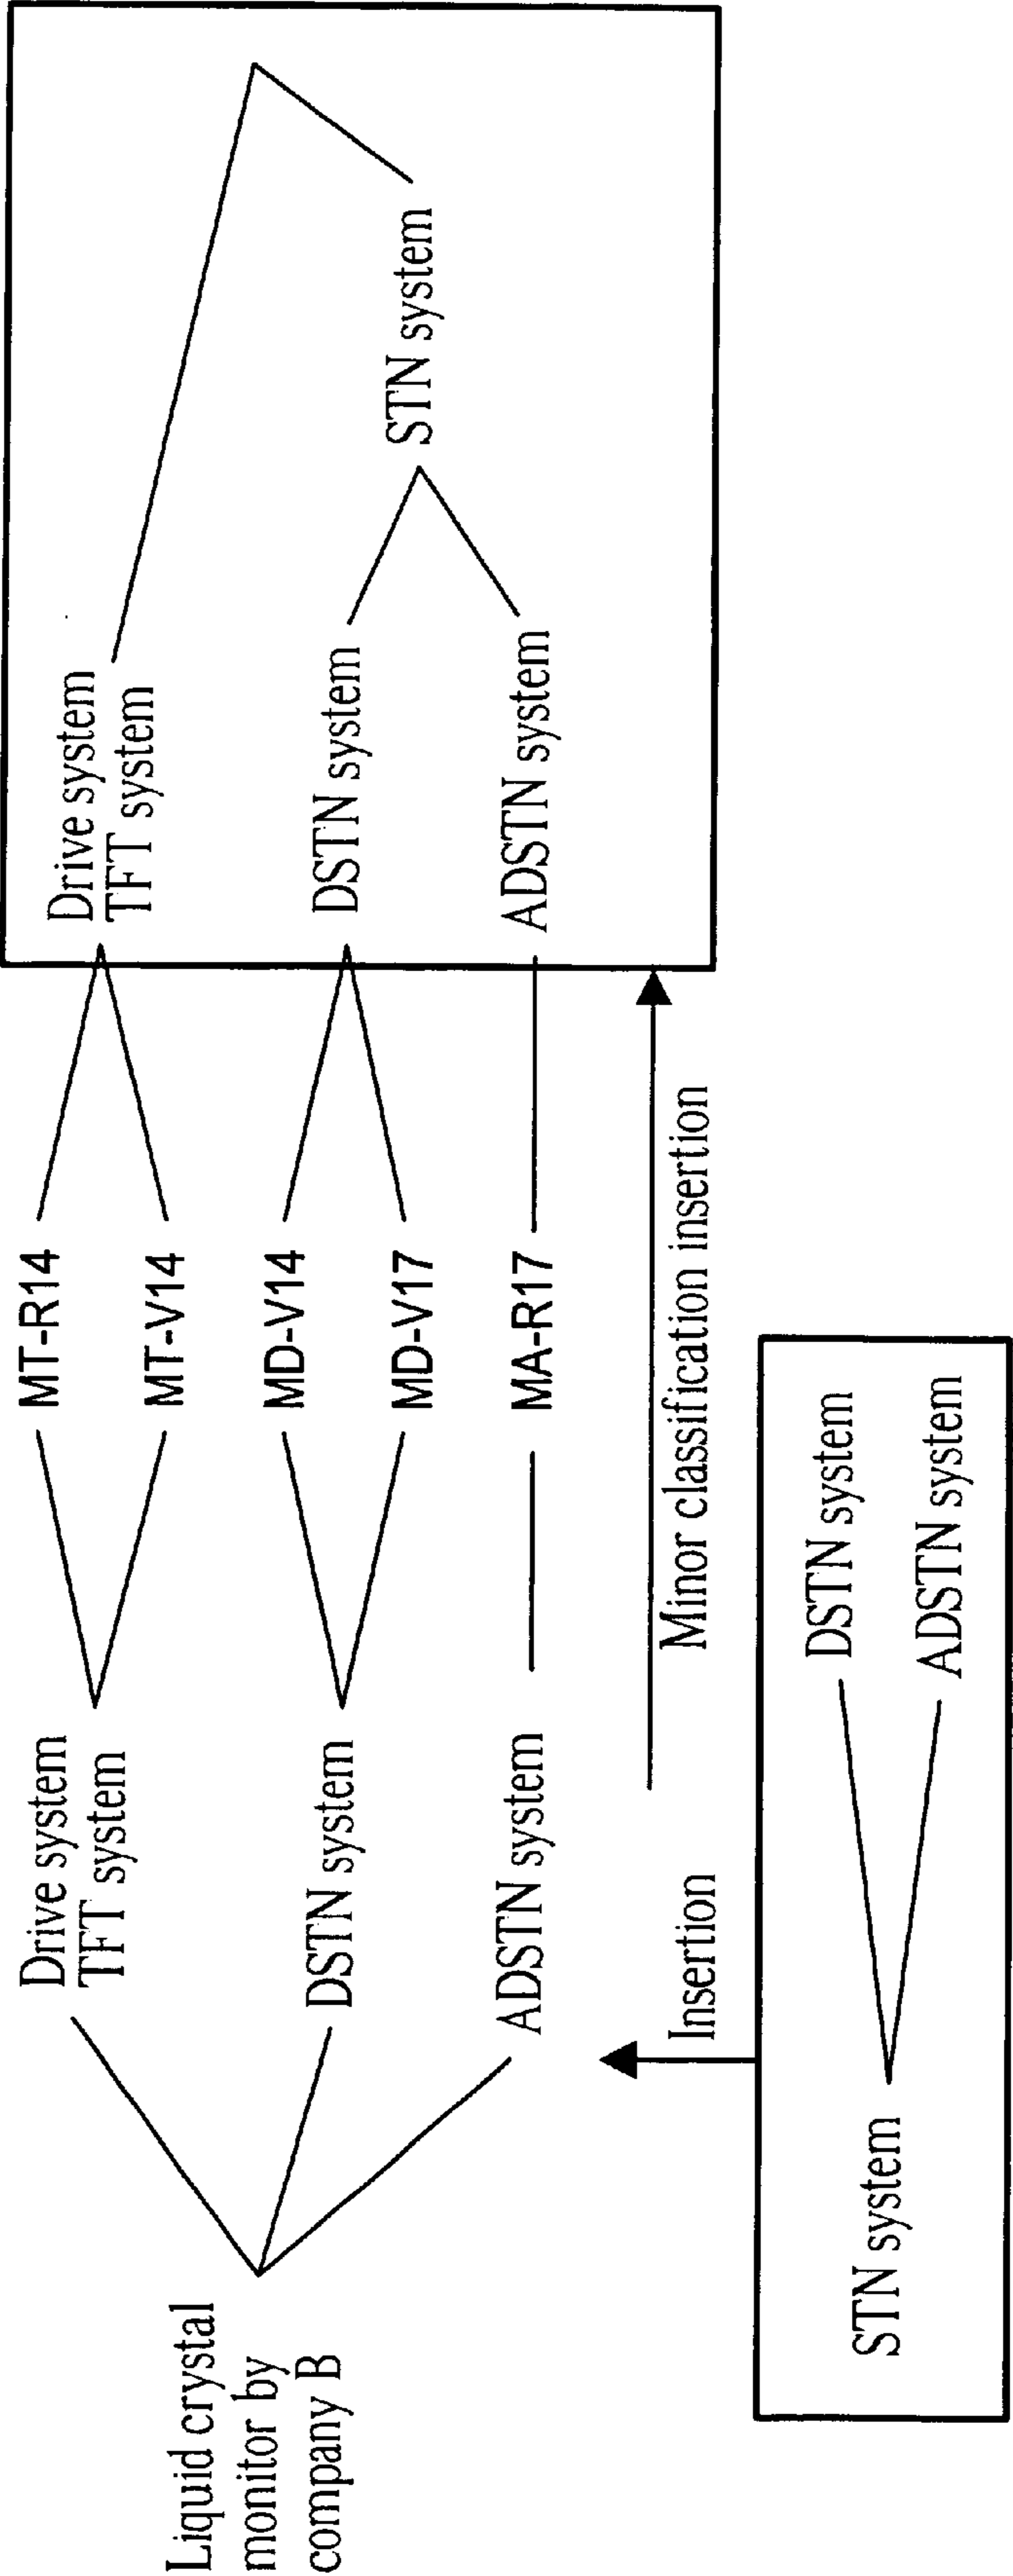 Liquid crystal
monitor by
company B
Drive system
TFT system
DSTN system
ADSTN system
MT-R14
MT-V14
MD-V14
MD-V17
MA-R17
Drive system
TFT system
DSTN system
ADSTN system
STN system
Insertion
Minor classification insertion
STN system
DSTN system
ADSTN system